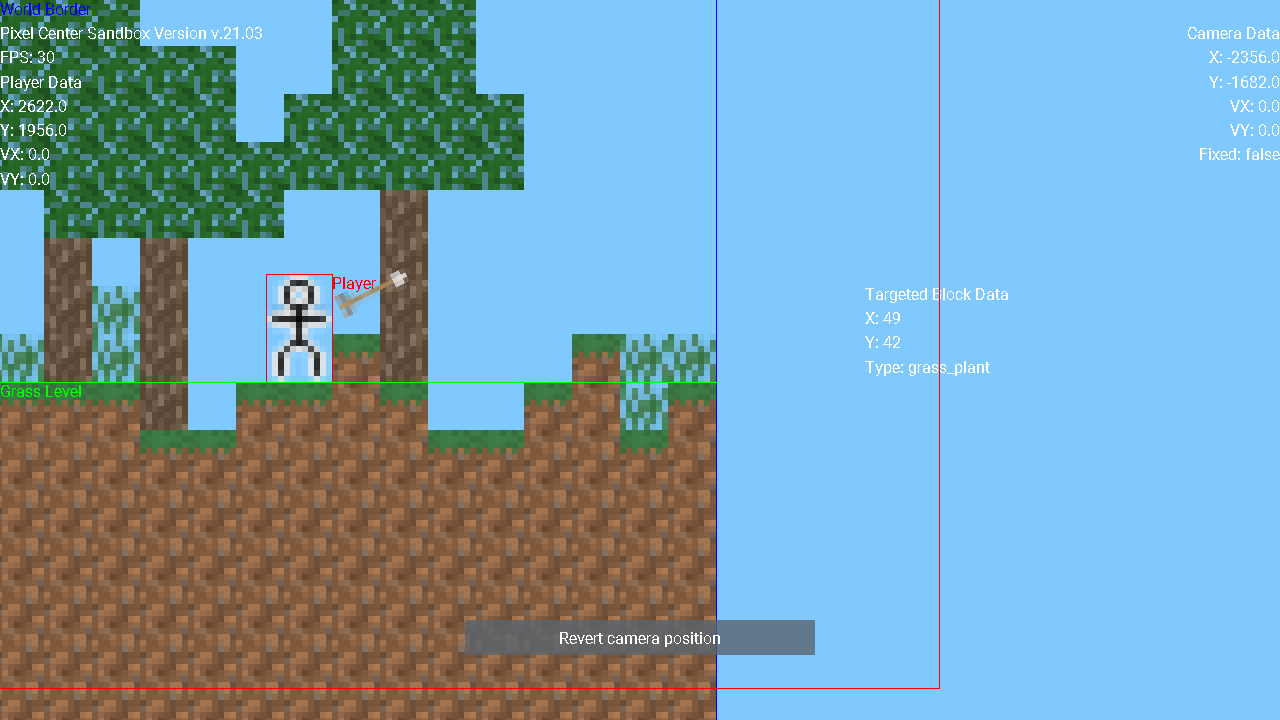 World Border
Pixel Center Sandbox Version v.21.03
FPS: 30
Player Data
X: 2622.0
Y: 1956.0
VX: 0.0
VY: 0.0
Camera Data
X: -2356.0
Y: -1682.0
VX: 0.0
VY: 0.0
Fixed: false
Player
Targeted Block Data
X: 49
Y: 42
Type: grass_plant
Grass Level
Revert camera position